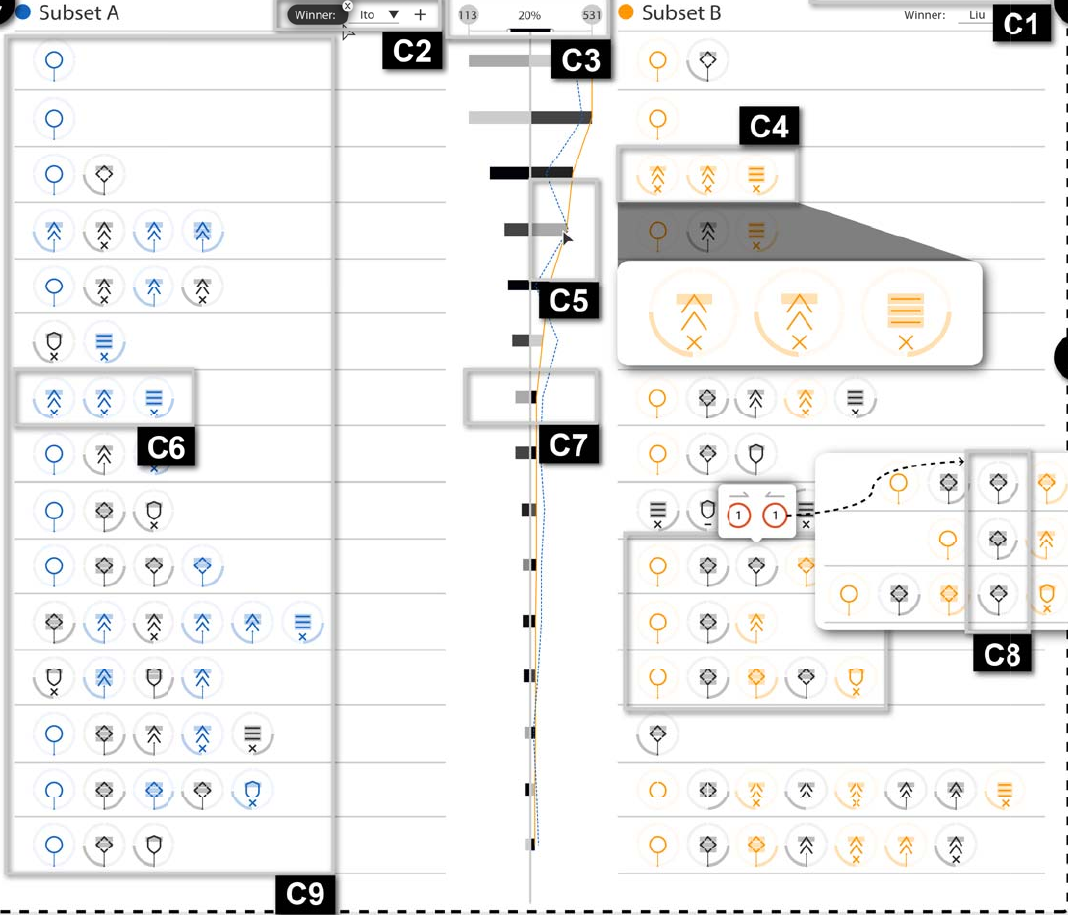 Subset A
Winner: x Ito +
113 20% 531
Subset B
Winner: Liu
C1
C2
C3
C4
C5
C6
C7
1 1
C8
C9